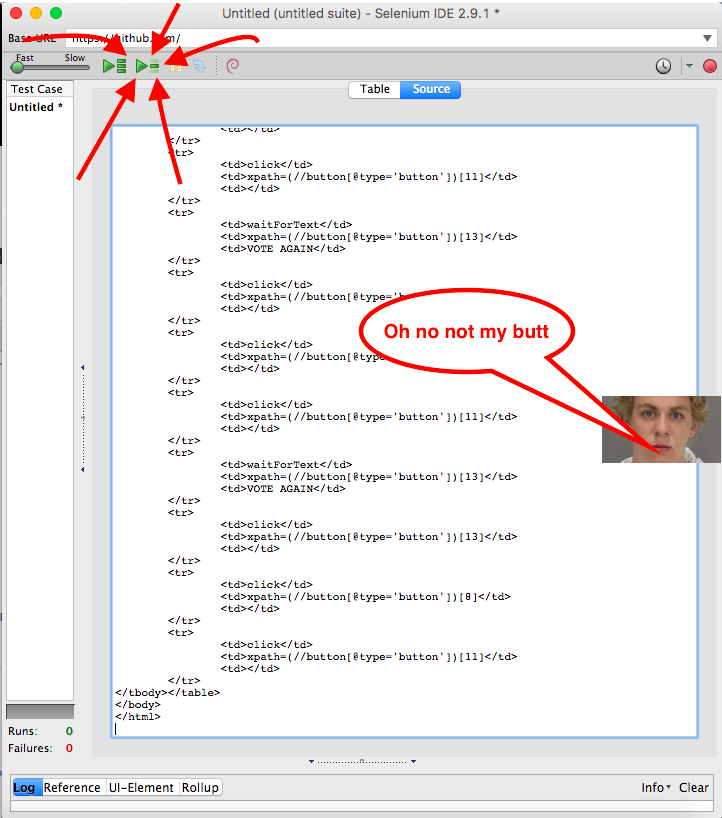 Untitled (untitled suite) - Selenium IDE 2.9.1 *
Base URL https://github.com/
Fast Slow
Test Case
Untitled *
Table Source
<td></td>
</tr>
<tr>
<td>click</td>
<td>xpath=(//button[@type='button'])[11]</td>
<td></td>
</tr>
<tr>
<td>waitForText</td>
<td>xpath=(//button[@type='button'])[13]</td>
<td>VOTE AGAIN</td>
</tr>
<tr>
<td>click</td>
<td>xpath=(//button[@type='b
<td></td>
</tr>
<tr>
Oh no not my butt
<td>click</td>
<td>xpath=(//button[@type='b
<td></td>
</tr>
<tr>
<td>click</td>
<td>xpath=(//button[@type='button'])[11]</td>
<td></td>
</tr>
<tr>
<td>waitForText</td>
<td>xpath=(//button[@type='button'])[13]</td>
<td>VOTE AGAIN</td>
</tr>
<tr>
<td>click</td>
<td>xpath=(//button[@type='button'])[13]</td>
<td></td>
</tr>
<tr>
<td>click</td>
<td>xpath=(//button[@type='button'])[8]</td>
<td></td>
</tr>
<tr>
<td>click</td>
<td>xpath=(//button[@type='button'])[11]</td>
<td></td>
</tr>
</tbody></table>
</body>
</html>
Runs: 0
Failures: 0
Log Reference UI-Element Rollup Info Clear